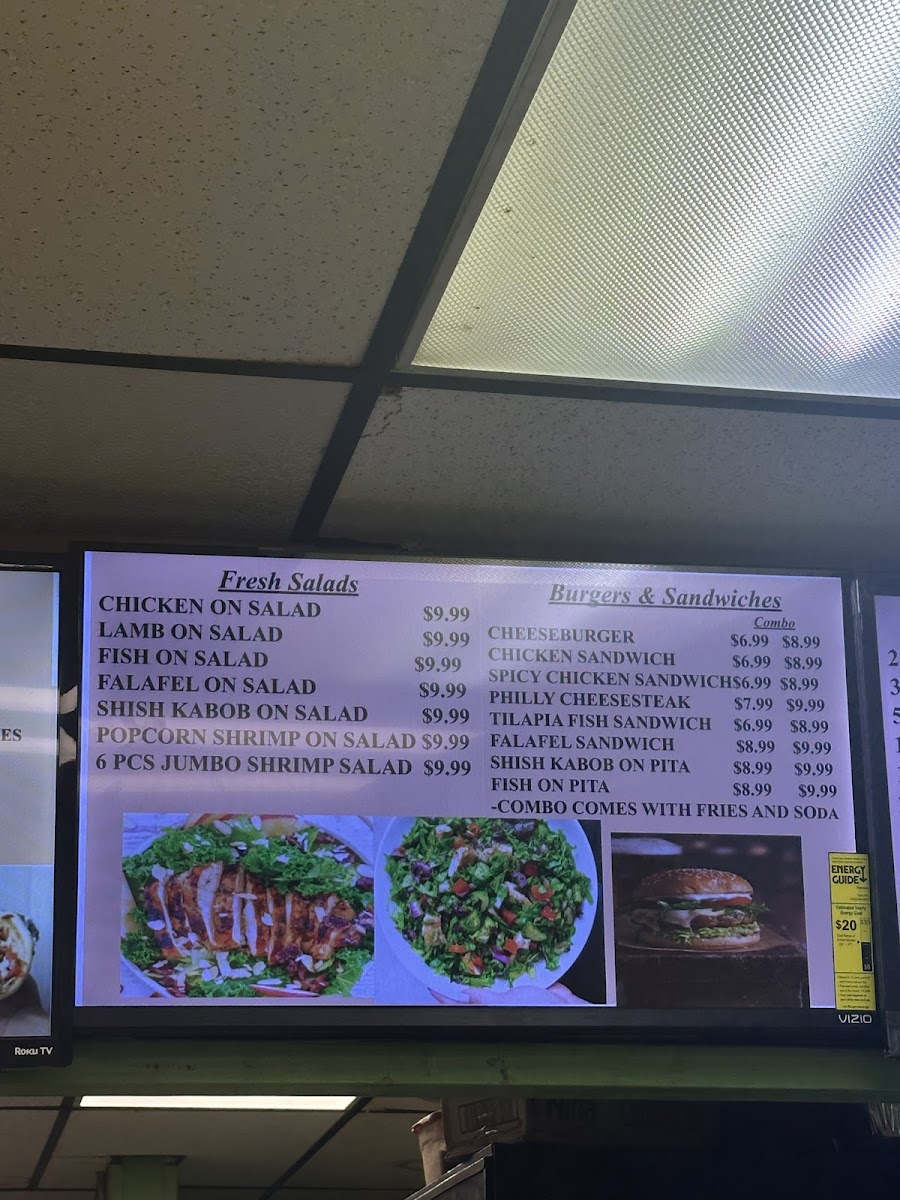 Fresh Salads
CHICKEN ON SALAD $9.99
LAMB ON SALAD $9.99
FISH ON SALAD $9.99
FALAFEL ON SALAD $9.99
SHISH KABOB ON SALAD $9.99
POPCORN SHRIMP ON SALAD $9.99
6 PCS JUMBO SHRIMP SALAD $9.99
Burgers & Sandwiches
Combo
CHEESEBURGER $6.99 $8.99
CHICKEN SANDWICH $6.99 $8.99
SPICY CHICKEN SANDWICH $6.99 $8.99
PHILLY CHEESESTEAK $7.99 $9.99
TILAPIA FISH SANDWICH $6.99 $8.99
FALAFEL SANDWICH $8.99 $9.99
SHISH KABOB ON PITA $8.99 $9.99
FISH ON PITA $8.99 $9.99
-COMBO COMES WITH FRIES AND SODA
ES
ENERGY
GUIDE
$20
VIZIO
Roku TV